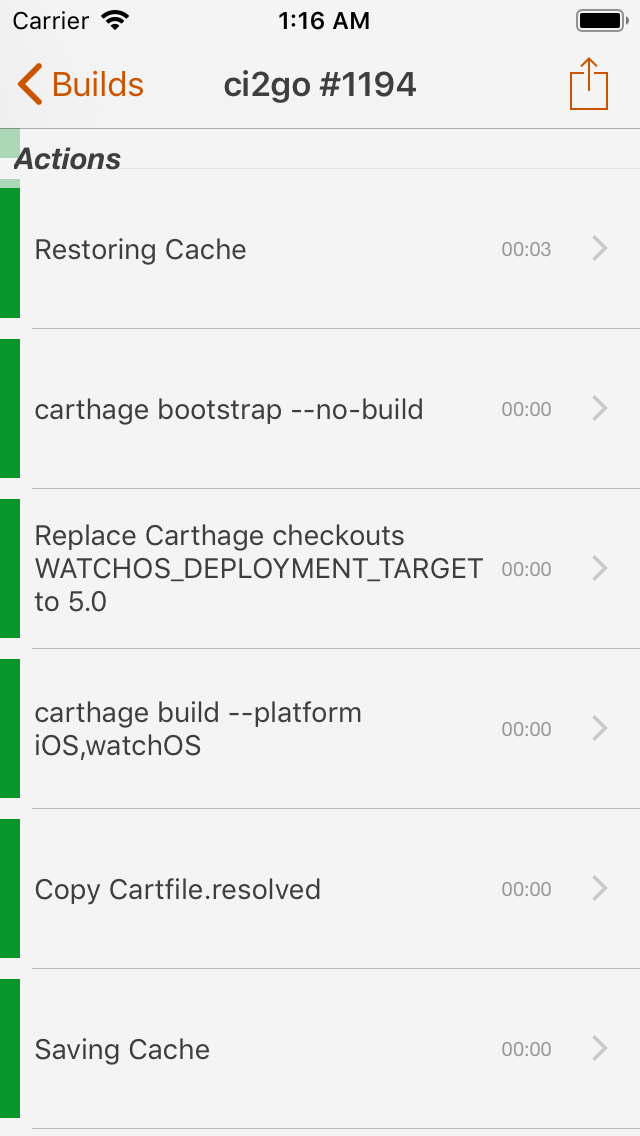 Carrier 1:16 AM
Builds ci2go #1194
Actions
Restoring Cache 00:03
carthage bootstrap --no-build 00:00
Replace Carthage checkouts
WATCHOS_DEPLOYMENT_TARGET 00:00
to 5.0
carthage build --platform
iOS,watchOS 00:00
Copy Cartfile.resolved 00:00
Saving Cache 00:00